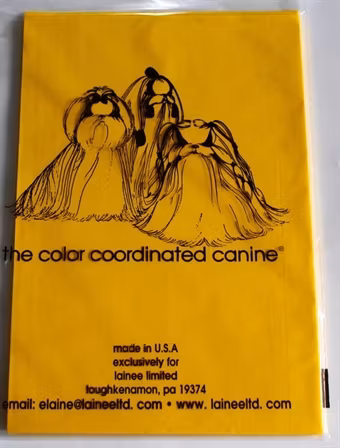 the color coordinated canine®
made in U.S.A
exclusively for
lainee limited
toughkenamon, pa 19374
email: elaine@laineeltd. com • www. laineeltd. com